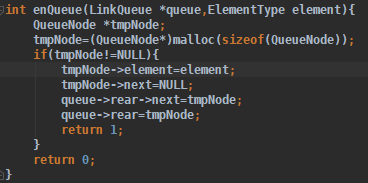 int enQueue(LinkQueue *queue,ElementType element){
    QueueNode *tmpNode;
    tmpNode=(QueueNode*)malloc(sizeof(QueueNode));
    if(tmpNode!=NULL){
        tmpNode->element=element;
        tmpNode->next=NULL;
        queue->rear->next=tmpNode;
        queue->rear=tmpNode;
        return 1;
    }
    return 0;
}